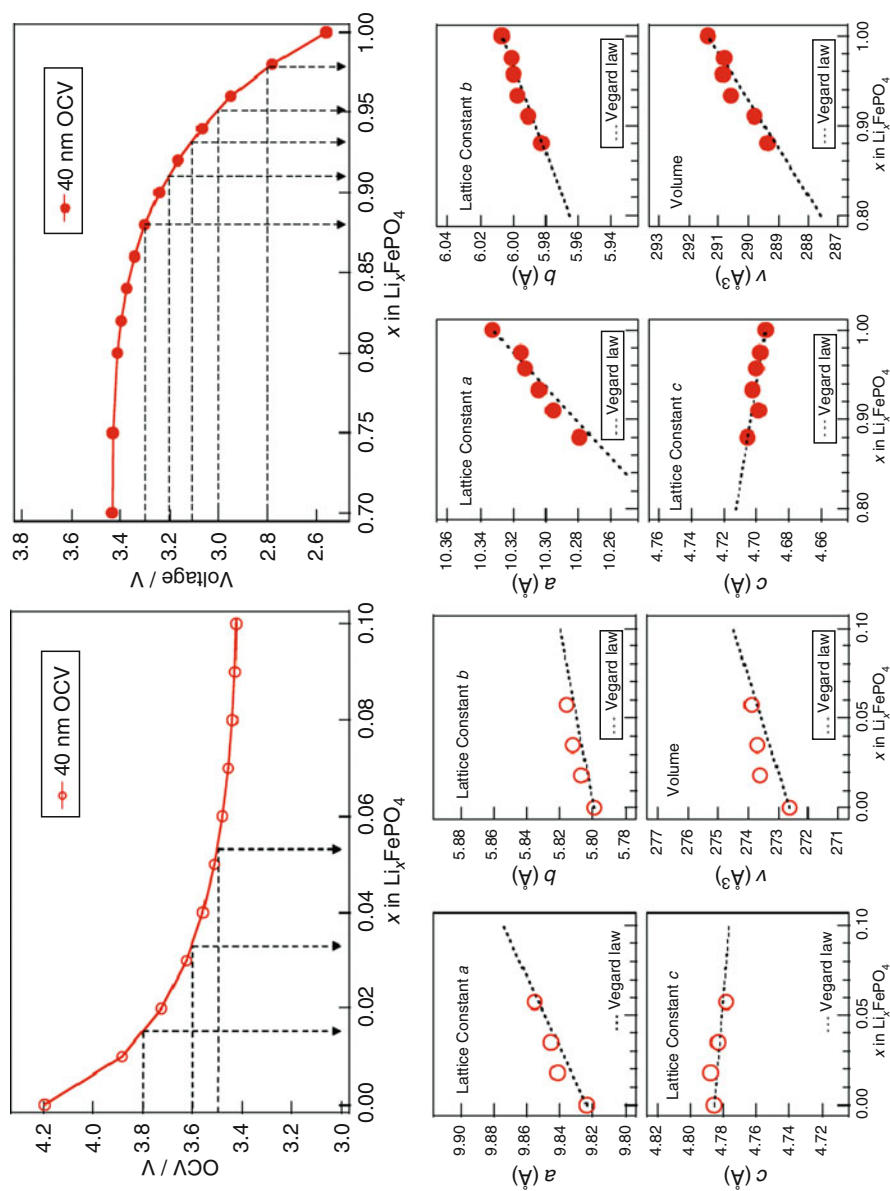 40 nm OCV
OCV / V
4.2
4.0
3.8
3.6
3.4
3.2
3.0
0.00 0.02 0.04 0.06 0.08 0.10
x in LiₓFePO₄
40 nm OCV
Voltage / V
3.8
3.6
3.4
3.2
3.0
2.8
2.6
0.70 0.75 0.80 0.85 0.90 0.95 1.00
x in LiₓFePO₄
Lattice Constant a
a (Å)
9.90
9.88
9.86
9.84
9.82
9.80
Vegard law
Lattice Constant b
b (Å)
5.88
5.86
5.84
5.82
5.80
5.78
Vegard law
Lattice Constant a
a (Å)
10.36
10.34
10.32
10.30
10.28
10.26
Vegard law
Lattice Constant b
b (Å)
6.04
6.02
6.00
5.98
5.96
5.94
Vegard law
Lattice Constant c
c (Å)
4.82
4.80
4.78
4.76
4.74
4.72
Vegard law
0.00 0.05 0.10
x in LiₓFePO₄
Volume
v (Å³)
277
276
275
274
273
272
271
Vegard law
0.00 0.05 0.10
x in LiₓFePO₄
Lattice Constant c
c (Å)
4.76
4.74
4.72
4.70
4.68
4.66
Vegard law
0.80 0.90 1.00
x in LiₓFePO₄
Volume
v (Å³)
293
292
291
290
289
288
287
Vegard law
0.80 0.90 1.00
x in LiₓFePO₄